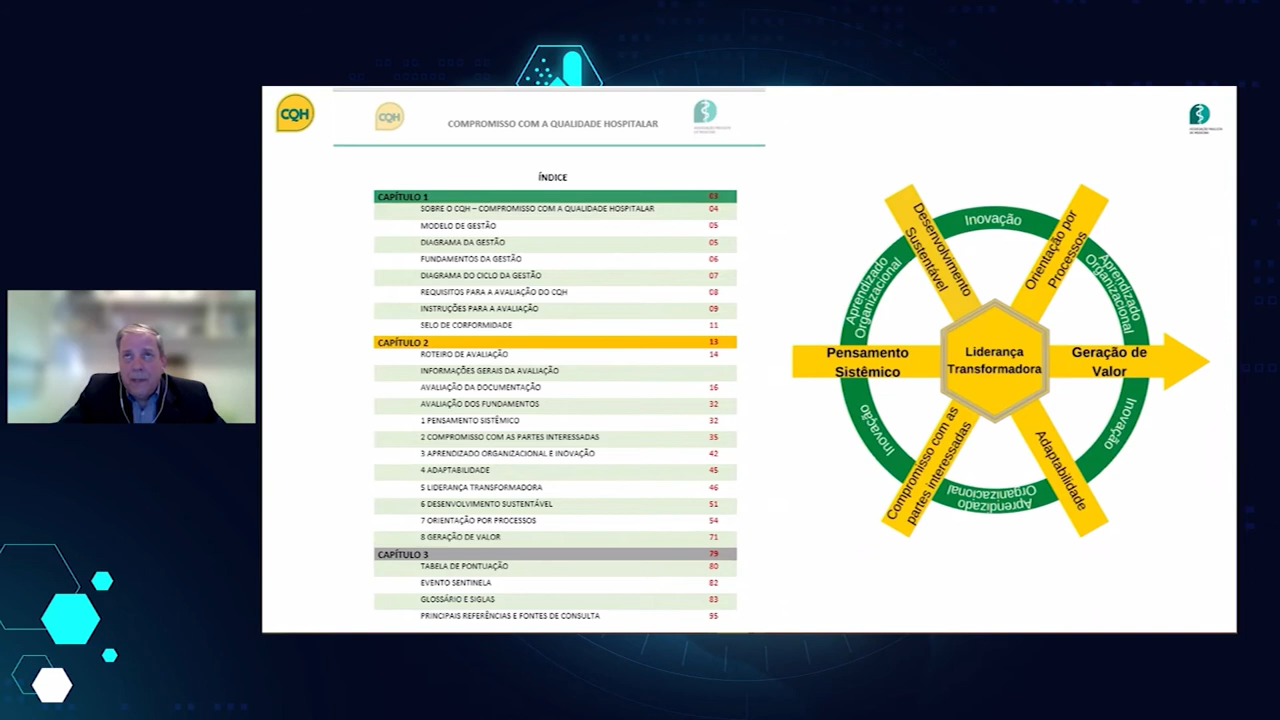 CQH
CQH
COMPROMISSO COM A QUALIDADE HOSPITALAR
ÍNDICE
CAPÍTULO 1 03
SOBRE O CQH – COMPROMISSO COM A QUALIDADE HOSPITALAR 04
MODELO DE GESTÃO 05
DIAGRAMA DA GESTÃO 05
FUNDAMENTOS DA GESTÃO 06
DIAGRAMA DO CICLO DA GESTÃO 07
REQUISITOS PARA A AVALIAÇÃO DO CQH 08
INSTRUÇÕES PARA A AVALIAÇÃO 09
SELO DE CORFORMIDADE 11
CAPÍTULO 2 13
ROTEIRO DE AVALIAÇÃO 14
INFORMAÇÕES GERAIS DA AVALIAÇÃO
AVALIAÇÃO DA DOCUMENTAÇÃO 16
AVALIAÇÃO DOS FUNDAMENTOS 32
1 PENSAMENTO SISTÊMICO 32
2 COMPROMISSO COM AS PARTES INTERESSADAS 35
3 APRENDIZADO ORGANIZACIONAL E INOVAÇÃO 42
4 ADAPTABILIDADE 45
5 LIDERANÇA TRANSFORMADORA 46
6 DESENVOLVIMENTO SUSTENTÁVEL 51
7 ORIENTAÇÃO POR PROCESSOS 54
8 GERAÇÃO DE VALOR 71
CAPÍTULO 3 79
TABELA DE PONTUAÇÃO 80
EVENTO SENTINELA 82
GLOSSÁRIO E SIGLAS 83
PRINCIPAIS REFERÊNCIAS E FONTES DE CONSULTA 95
Inovação
Desenvolvimento
Sustentável
Orientação por
Processos
Aprendizado
Organizacional
Aprendizado
Organizacional
Pensamento
Sistêmico
Liderança
Transformadora
Geração de
Valor
Inovação
Compromisso com as
partes interessadas
Adaptabilidade
Inovação
Aprendizado
Organizacional